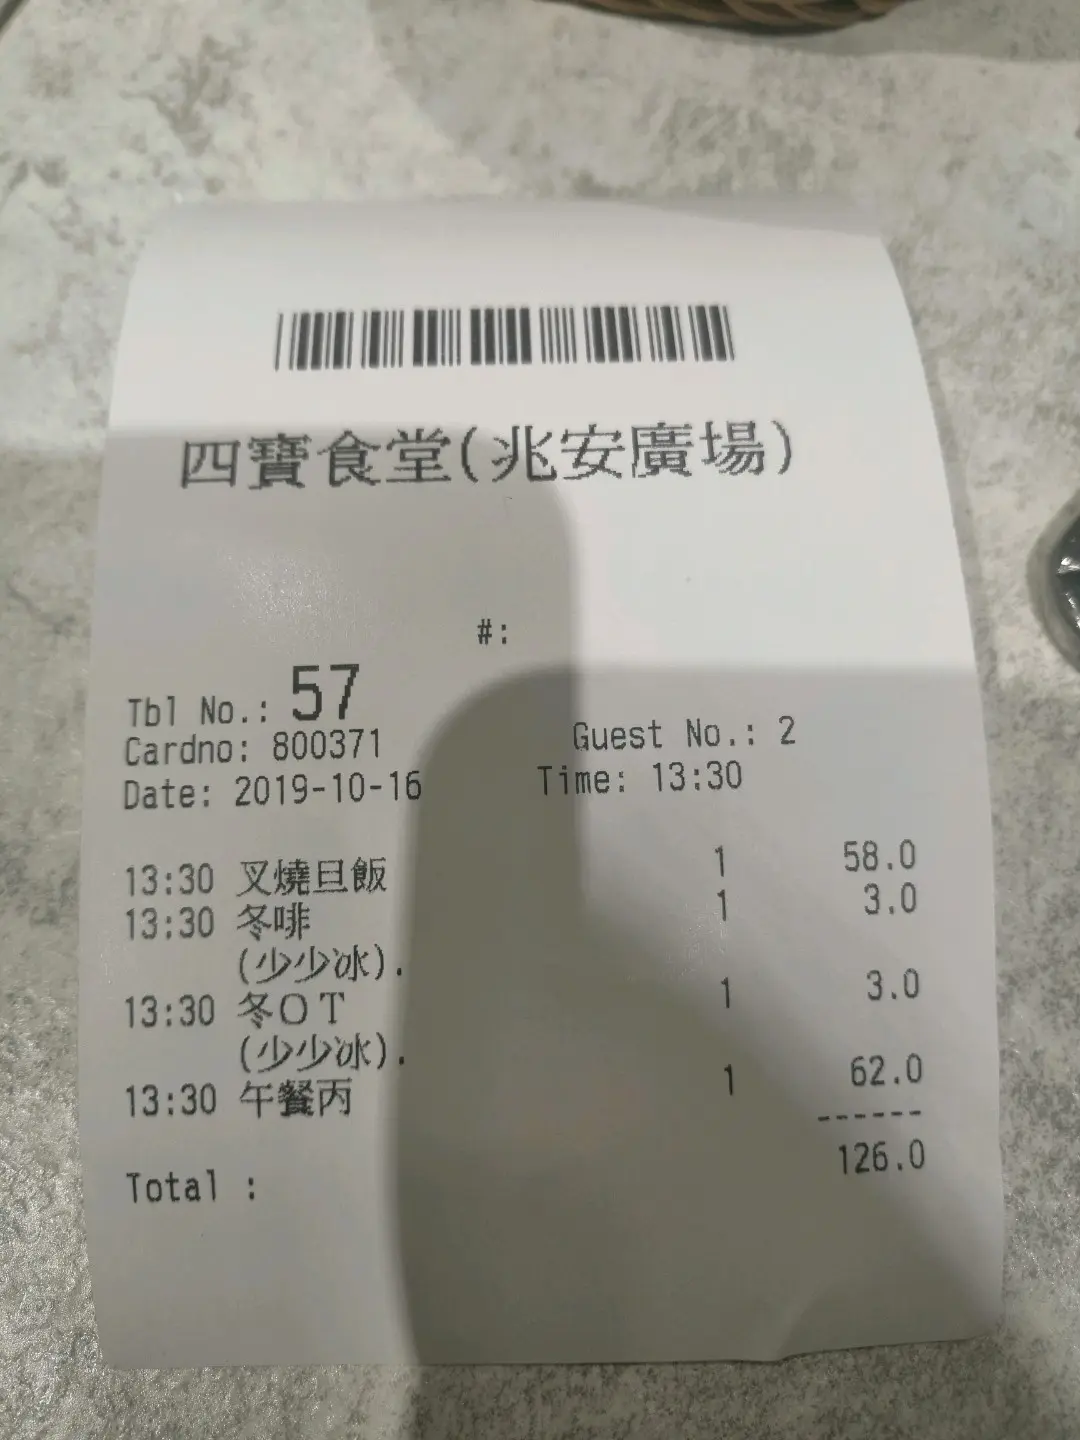 四寶食堂(兆安廣場)
#:
Tbl No.: 57
Cardno: 800371 Guest No.: 2
Date: 2019-10-16 Time: 13:30
13:30 叉燒旦飯 1 58.0
13:30 冬啡 1 3.0
(少少冰).
13:30 冬OT 1 3.0
(少少冰).
13:30 午餐丙 1 62.0
------
126.0
Total :